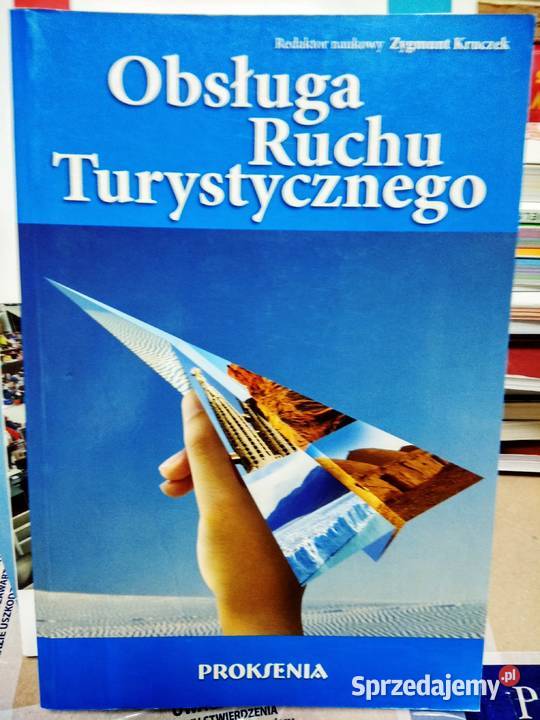 Redaktor naukowy Zygmunt Kruczek
Obsługa
Ruchu
Turystycznego
PROKSENIA
Sprzedajemy.pl
P